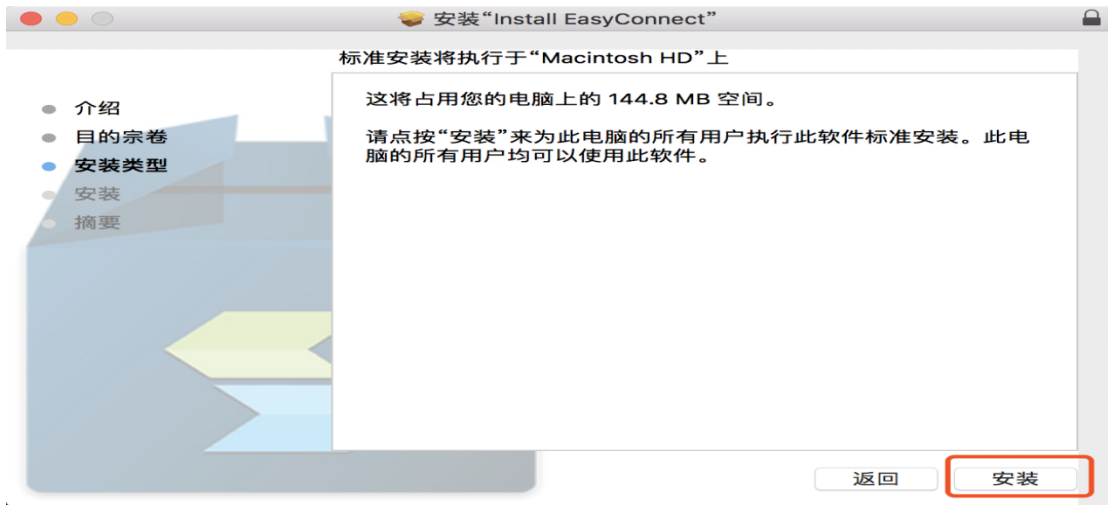 安装“Install EasyConnect”
标准安装将执行于“Macintosh HD”上
介绍
目的宗卷
安装类型
安装
摘要
这将占用您的电脑上的 144.8 MB 空间。
请点按“安装”来为此电脑的所有用户执行此软件标准安装。此电
脑的所有用户均可以使用此软件。
返回
安装